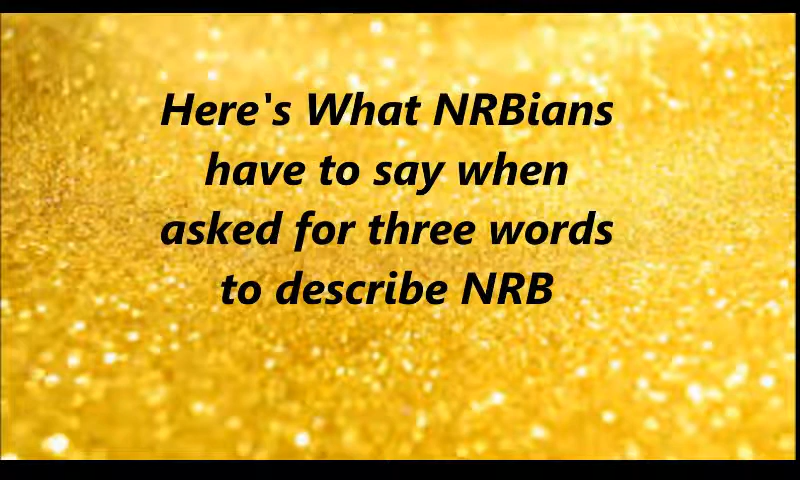 Here's What NRBians
have to say when
asked for three words
to describe NRB